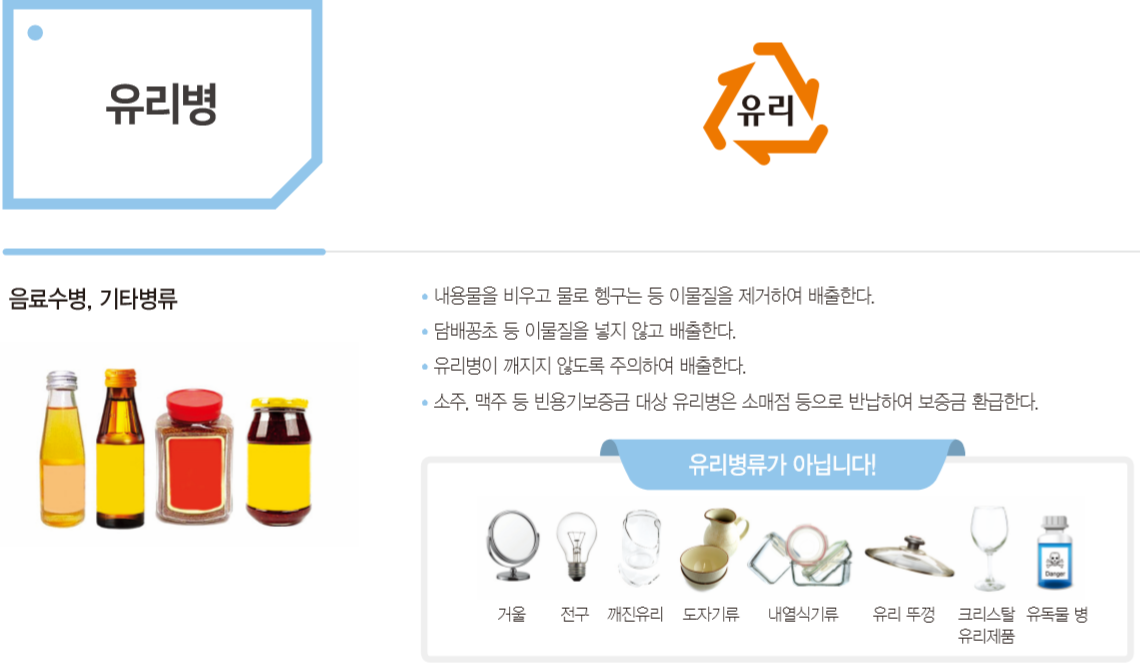 유리병
유리
음료수병, 기타병류
• 내용물을 비우고 물로 헹구는 등 이물질을 제거하여 배출한다.
• 담배꽁초 등 이물질을 넣지 않고 배출한다.
• 유리병이 깨지지 않도록 주의하여 배출한다.
• 소주, 맥주 등 빈용기보증금 대상 유리병은 소매점 등으로 반납하여 보증금 환급한다.
유리병류가 아닙니다!
Danger
거울 전구 깨진유리 도자기류 내열식기류 유리 뚜껑 크리스탈 유리제품 유독물 병